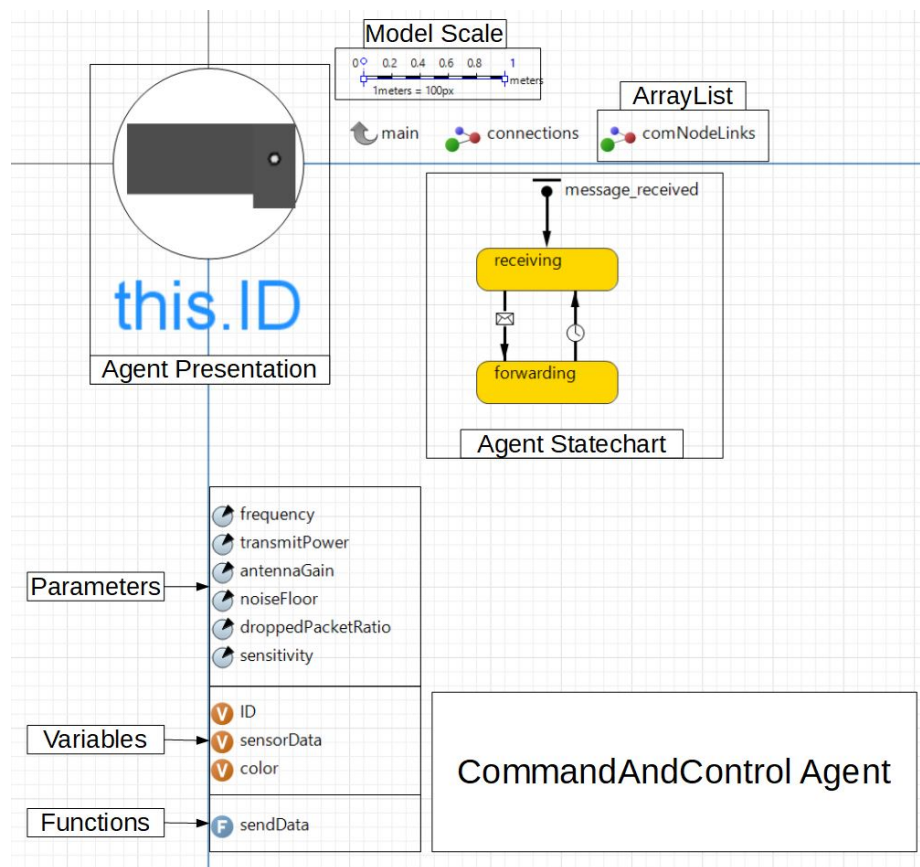 Model Scale
0 0.2 0.4 0.6 0.8 1
meters
1meters = 100px
ArrayList
main
connections
comNodeLinks
this.ID
Agent Presentation
message_received
receiving
forwarding
Agent Statechart
Parameters
frequency
transmitPower
antennaGain
noiseFloor
droppedPacketRatio
sensitivity
Variables
V ID
V sensorData
V color
Functions
F sendData
CommandAndControl Agent